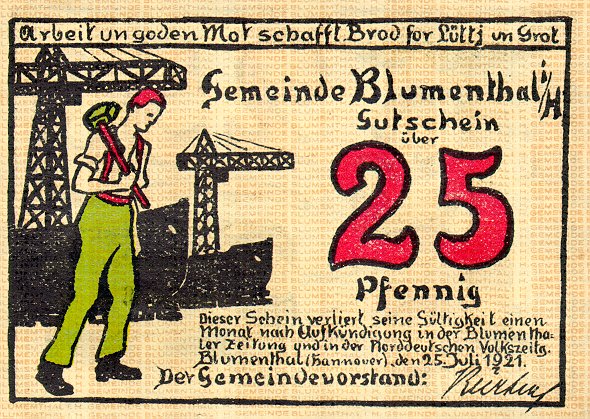 Arbeit un goden Mot schafft Brod for Lüttj un Grot
Gemeinde Blumenthal i/H
Gutschein
über
25
Pfennig
Dieser Schein verliert seine Gültigkeit einen
Monat nach Aufkündigung in der Blumentha-
ler Zeitung und in der Norddeutschen Volkszeitg.
Blumenthal (Hannover), den 25. Juli 1921.
Der Gemeindevorstand: